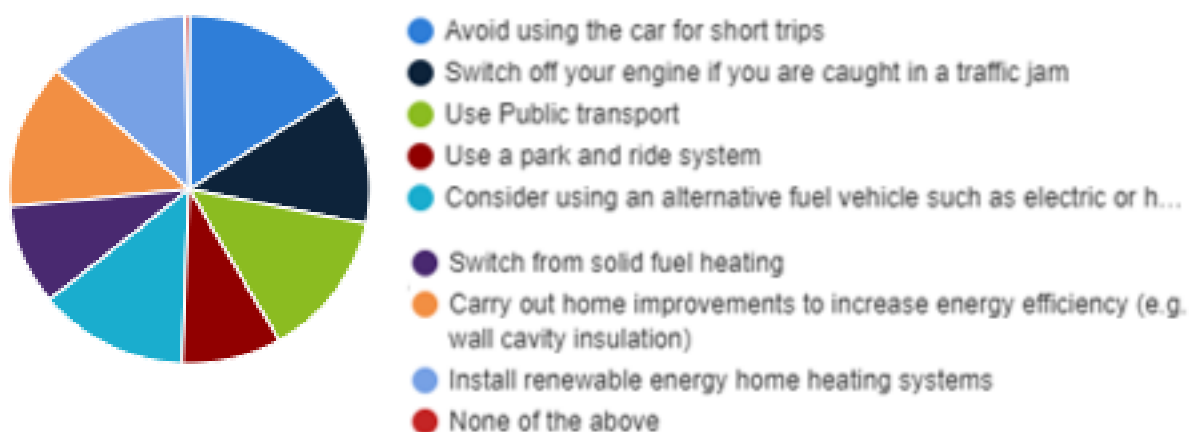 Avoid using the car for short trips
Switch off your engine if you are caught in a traffic jam
Use Public transport
Use a park and ride system
Consider using an alternative fuel vehicle such as electric or h...
Switch from solid fuel heating
Carry out home improvements to increase energy efficiency (e.g.
wall cavity insulation)
Install renewable energy home heating systems
None of the above